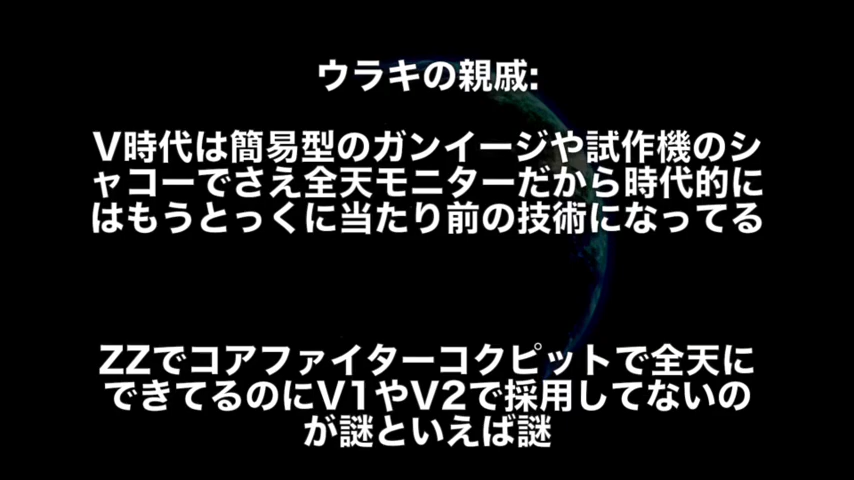 ウラキの親戚:
V時代は簡易型のガンイージや試作機のシ
ャコーでさえ全天モニターだから時代的に
はもうとっくに当たり前の技術になってる
ZZでコアファイターコクピットで全天に
できてるのにV1やV2で採用してないの
が謎といえば謎